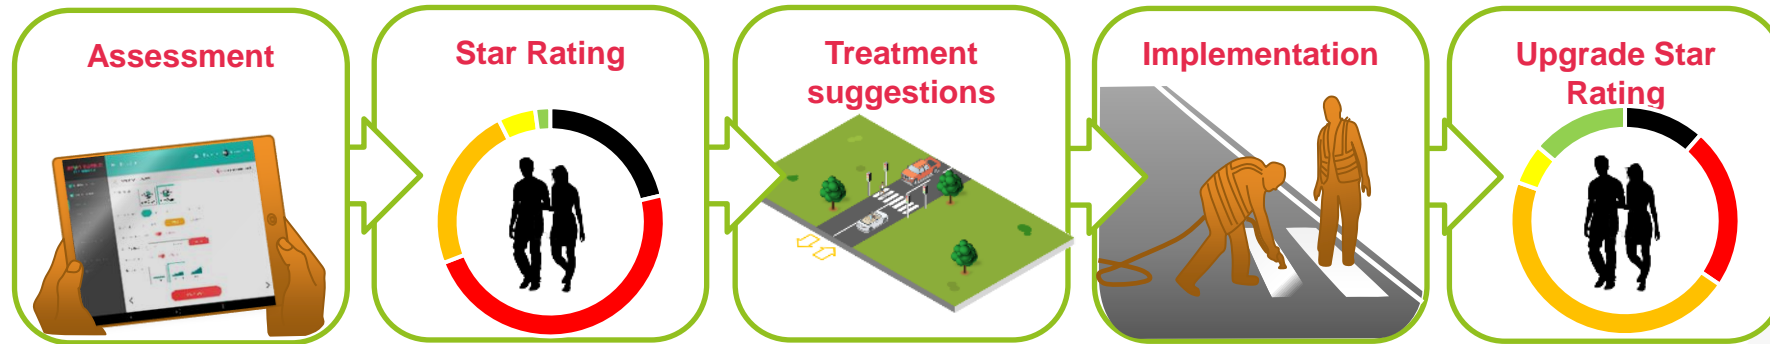 Assessment
Star Rating
Treatment
suggestions
Implementation
Upgrade Star
Rating